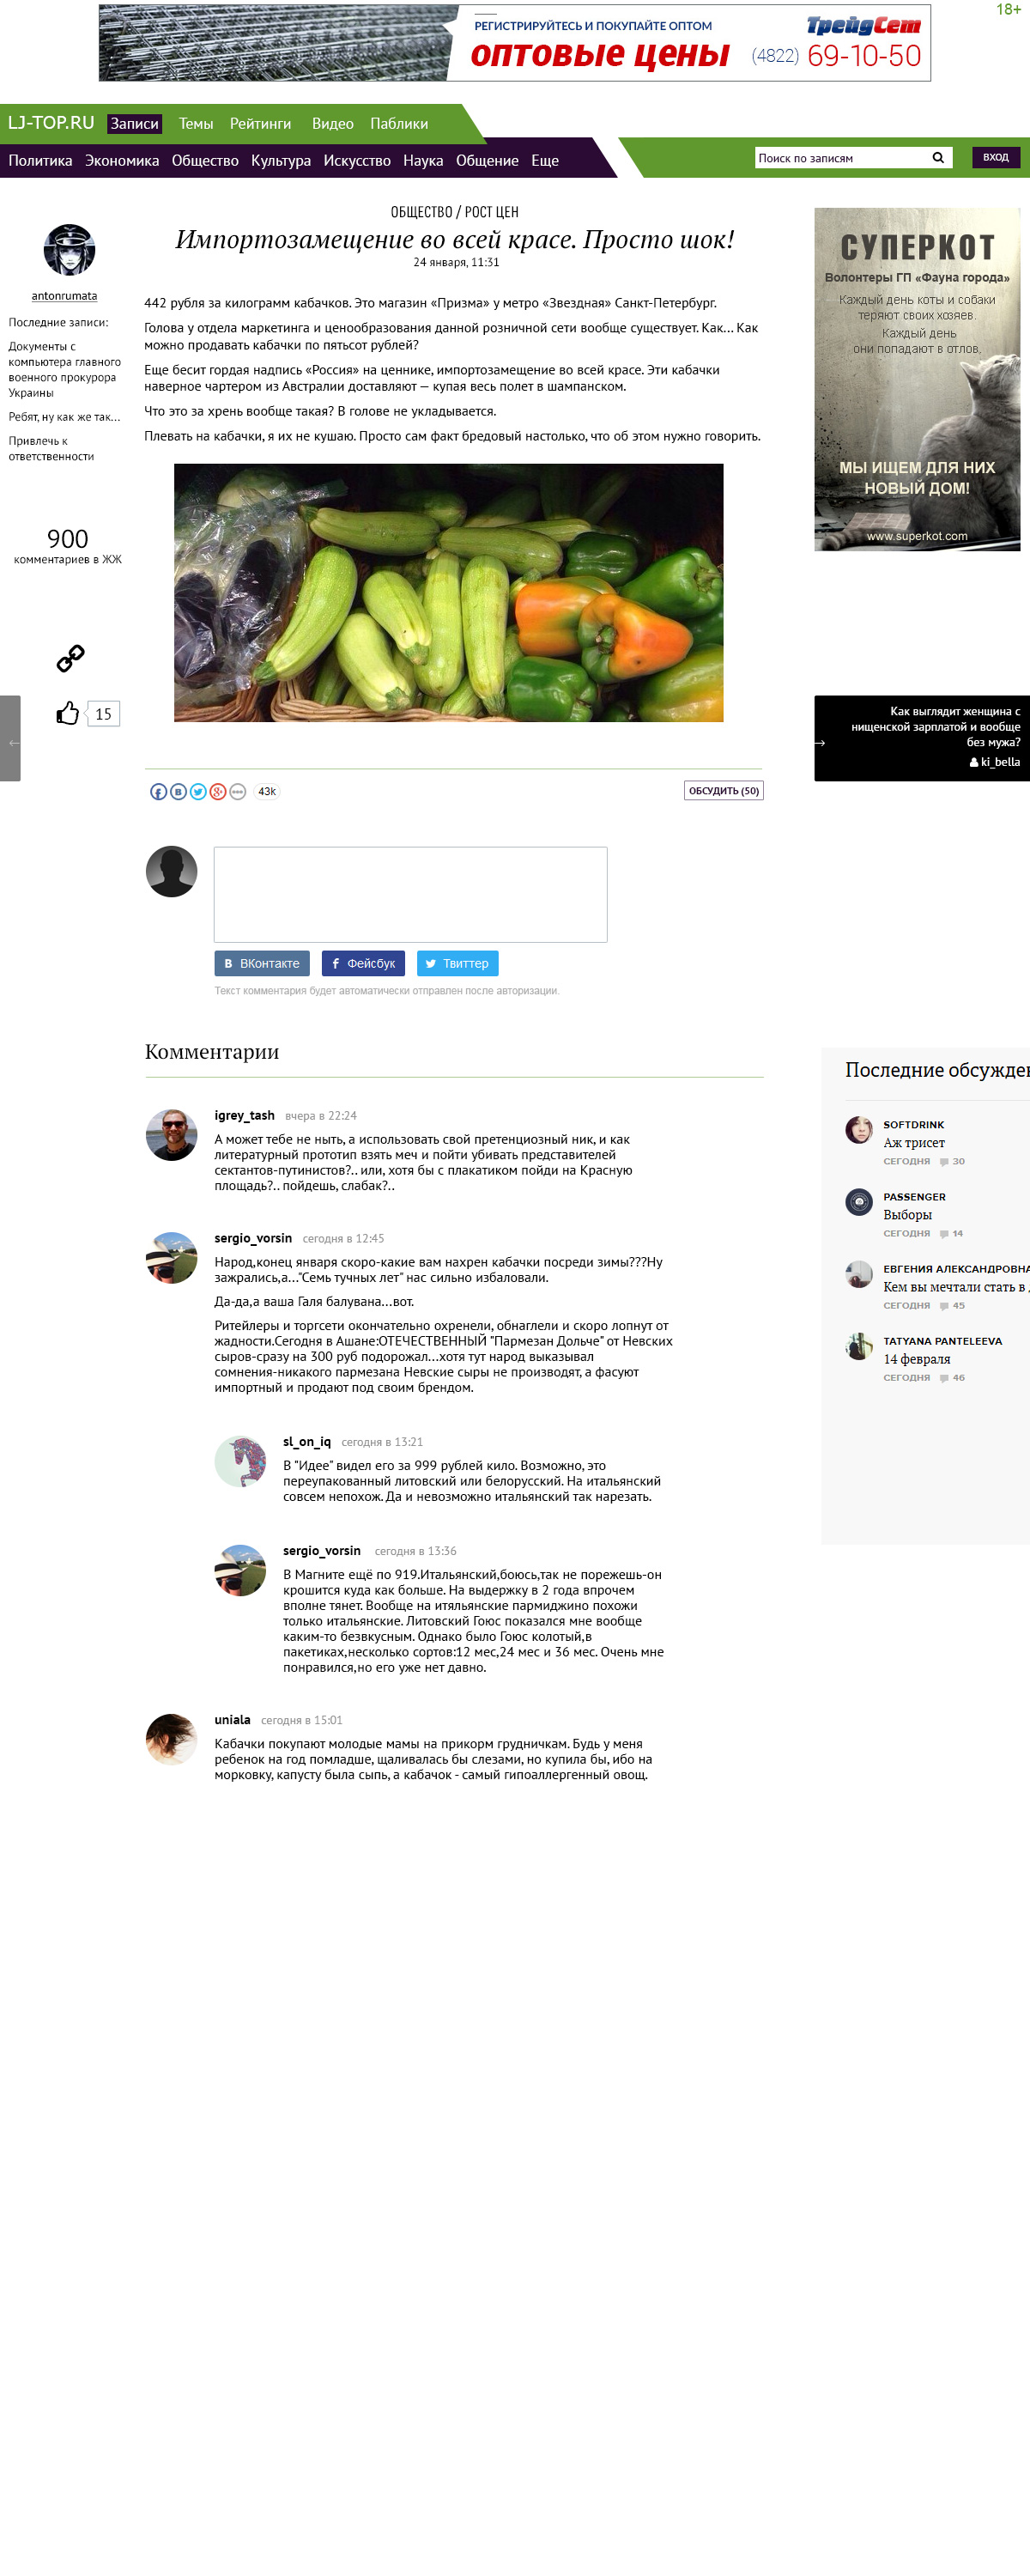 18+
РЕГИСТРИРУЙТЕСЬ И ПОКУПАЙТЕ ОПТОМ
оптовые цены
ТрейдСет
(4822) 69-10-50
LJ-TOP.RU Записи Темы Рейтинги Видео Паблики
Политика Экономика Общество Культура Искусство Наука Общение Еще
Поиск по записям
ВХОД
ОБЩЕСТВО / РОСТ ЦЕН
Импортозамещение во всей красе. Просто шок!
24 января, 11:31
antonrumata
Последние записи:
Документы с
компьютера главного
военного прокурора
Украины
Ребят, ну как же так...
Привлечь к
ответственности
900
комментариев в ЖЖ
15
442 рубля за килограмм кабачков. Это магазин «Призма» у метро «Звездная» Санкт-Петербург.
Голова у отдела маркетинга и ценообразования данной розничной сети вообще существует. Как... Как
можно продавать кабачки по пятьсот рублей?
Еще бесит гордая надпись «Россия» на ценнике, импортозамещение во всей красе. Эти кабачки
наверное чартером из Австралии доставляют — купая весь полет в шампанском.
Что это за хрень вообще такая? В голове не укладывается.
Плевать на кабачки, я их не кушаю. Просто сам факт бредовый настолько, что об этом нужно говорить.
СУПЕРКОТ
Волонтеры ГП «Фауна города»
Каждый день коты и собаки
теряют своих хозяев.
Каждый день
они попадают в отлов,
МЫ ИЩЕМ ДЛЯ НИХ
НОВЫЙ ДОМ!
www.superkot.com
←
→
Как выглядит женщина с
нищенской зарплатой и вообще
без мужа?
ki_bella
43k
ОБСУДИТЬ (50)
В ВКонтакте
f Фейсбук
Твиттер
Текст комментария будет автоматически отправлен после авторизации.
Комментарии
igrey_tash вчера в 22:24
А может тебе не ныть, а использовать свой претенциозный ник, и как
литературный прототип взять меч и пойти убивать представителей
сектантов-путинистов?.. или, хотя бы с плакатиком пойди на Красную
площадь?.. пойдешь, слабак?..
sergio_vorsin сегодня в 12:45
Народ,конец января скоро-какие вам нахрен кабачки посреди зимы???Ну
зажрались,а..."Семь тучных лет" нас сильно избаловали.
Да-да,а ваша Галя балувана...вот.
Ритейлеры и торгсети окончательно охренели, обнаглели и скоро лопнут от
жадности.Сегодня в Ашане:ОТЕЧЕСТВЕННЫЙ "Пармезан Дольче" от Невских
сыров-сразу на 300 руб подорожал...хотя тут народ выказывал
сомнения-никакого пармезана Невские сыры не производят, а фасуют
импортный и продают под своим брендом.
sl_on_iq сегодня в 13:21
В "Идее" видел его за 999 рублей кило. Возможно, это
переупакованный литовский или белорусский. На итальянский
совсем непохож. Да и невозможно итальянский так нарезать.
sergio_vorsin сегодня в 13:36
В Магните ещё по 919.Итальянский,боюсь,так не порежешь-он
крошится куда как больше. На выдержку в 2 года впрочем
вполне тянет. Вообще на итяльянские пармиджино похожи
только итальянские. Литовский Гоюс показался мне вообще
каким-то безвкусным. Однако было Гоюс колотый,в
пакетиках,несколько сортов:12 мес,24 мес и 36 мес. Очень мне
понравился,но его уже нет давно.
uniala сегодня в 15:01
Кабачки покупают молодые мамы на прикорм грудничкам. Будь у меня
ребенок на год помладше, щаливалась бы слезами, но купила бы, ибо на
морковку, капусту была сыпь, а кабачок - самый гипоаллергенный овощ.
Последние обсужден
SOFTDRINK
Аж трисет
СЕГОДНЯ 30
PASSENGER
Выборы
СЕГОДНЯ 14
ЕВГЕНИЯ АЛЕКСАНДРОВНА
Кем вы мечтали стать в
СЕГОДНЯ 45
TATYANA PANTELEEVA
14 февраля
СЕГОДНЯ 46